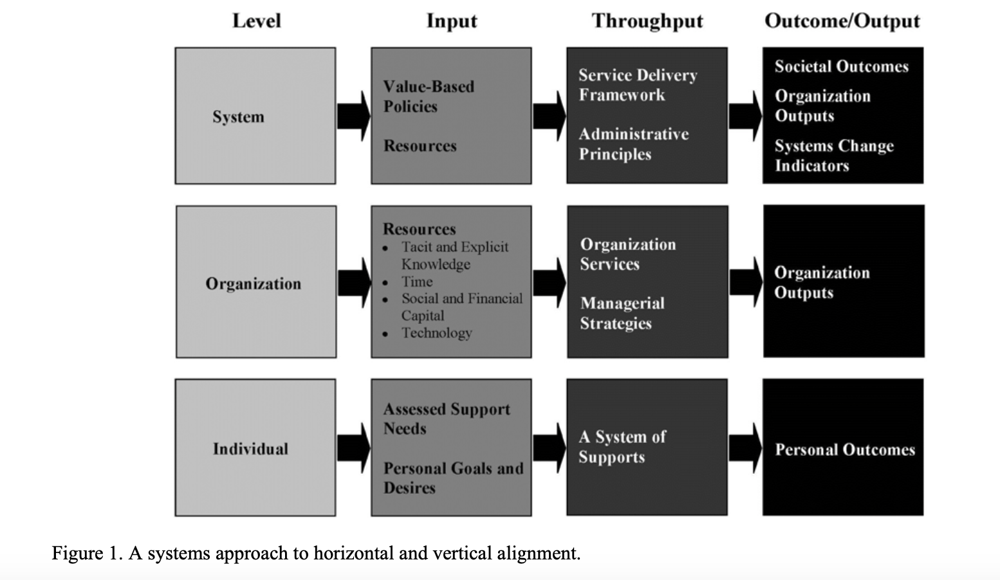 Level
Input
Throughput
Outcome/Output
System
Value-Based
Policies
Resources
Service Delivery
Framework
Administrative
Principles
Societal Outcomes
Organization
Outputs
Systems Change
Indicators
Organization
Resources
• Tacit and Explicit
Knowledge
• Time
• Social and Financial
Capital
• Technology
Organization
Services
Managerial
Strategies
Organization
Outputs
Individual
Assessed Support
Needs
Personal Goals and
Desires
A System of
Supports
Personal Outcomes
Figure 1. A systems approach to horizontal and vertical alignment.